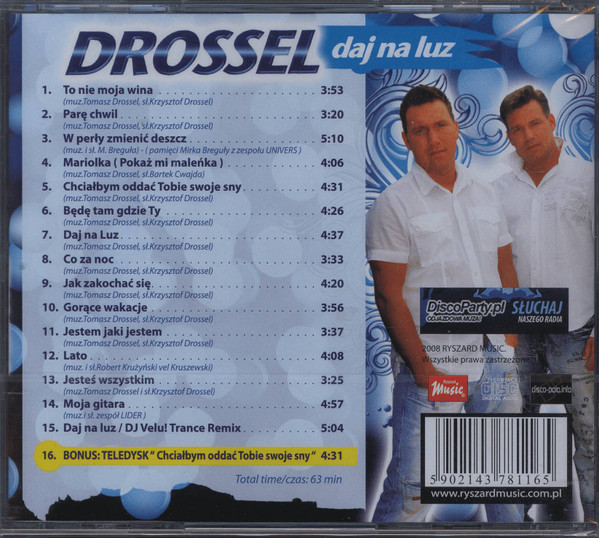 DROSSEL daj na luz
1. To nie moja wina 3:53
(muz.Tomasz Drossel, sł.Krzysztof Drossel)
2. Parę chwil 3:20
(muz.Tomasz Drossel, sł.Krzysztof Drossel)
3. W perły zmienić deszcz 5:10
(muz. i sł. M. Breguła) - ( pamięci Mirka Breguły z zespołu UNIVERS )
4. Mariolka ( Pokaż mi maleńka ) 4:06
(muz.Tomasz Drossel, sł.Bartek Cwajda)
5. Chciałbym oddać Tobie swoje sny 4:31
(muz.Tomasz Drossel, sł.Krzysztof Drossel)
6. Będę tam gdzie Ty 4:26
(muz.Tomasz Drossel, sł.Krzysztof Drossel)
7. Daj na Luz 4:37
(muz.Tomasz Drossel, sł.Krzysztof Drossel)
8. Co za noc 3:33
(muz.Tomasz Drossel, sł.Krzysztof Drossel)
9. Jak zakochać się 4:20
(muz.Tomasz Drossel, sł.Krzysztof Drossel)
10. Gorące wakacje 3:56
(muz.Tomasz Drossel, sł.Krzysztof Drossel)
11. Jestem jaki jestem 3:37
(muz.Tomasz Drossel, sł.Krzysztof Drossel)
12. Lato 4:08
(muz. i sł.Robert Krużyński vel Kruszewski)
13. Jesteś wszystkim 3:25
(muz.Tomasz Drossel i sł.Krzysztof Drossel)
14. Moja gitara 4:57
(muz.i sł. zespół LIDER )
15. Daj na luz / DJ Velu! Trance Remix 5:04
16. BONUS: TELEDYSK " Chciałbym oddać Tobie swoje sny " 4:31
Total time/czas: 63 min
DiscoParty.pl SŁUCHAJ
ODJAZDOWA MUZA! NASZEGO RADIA
2008 RYSZARD MUSIC.
Wszystkie prawa zastrzeżone
Music
COMPACT
disc
DIGITAL AUDIO
disco-polo.info
5 902143 781165
www.ryszardmusic.com.pl